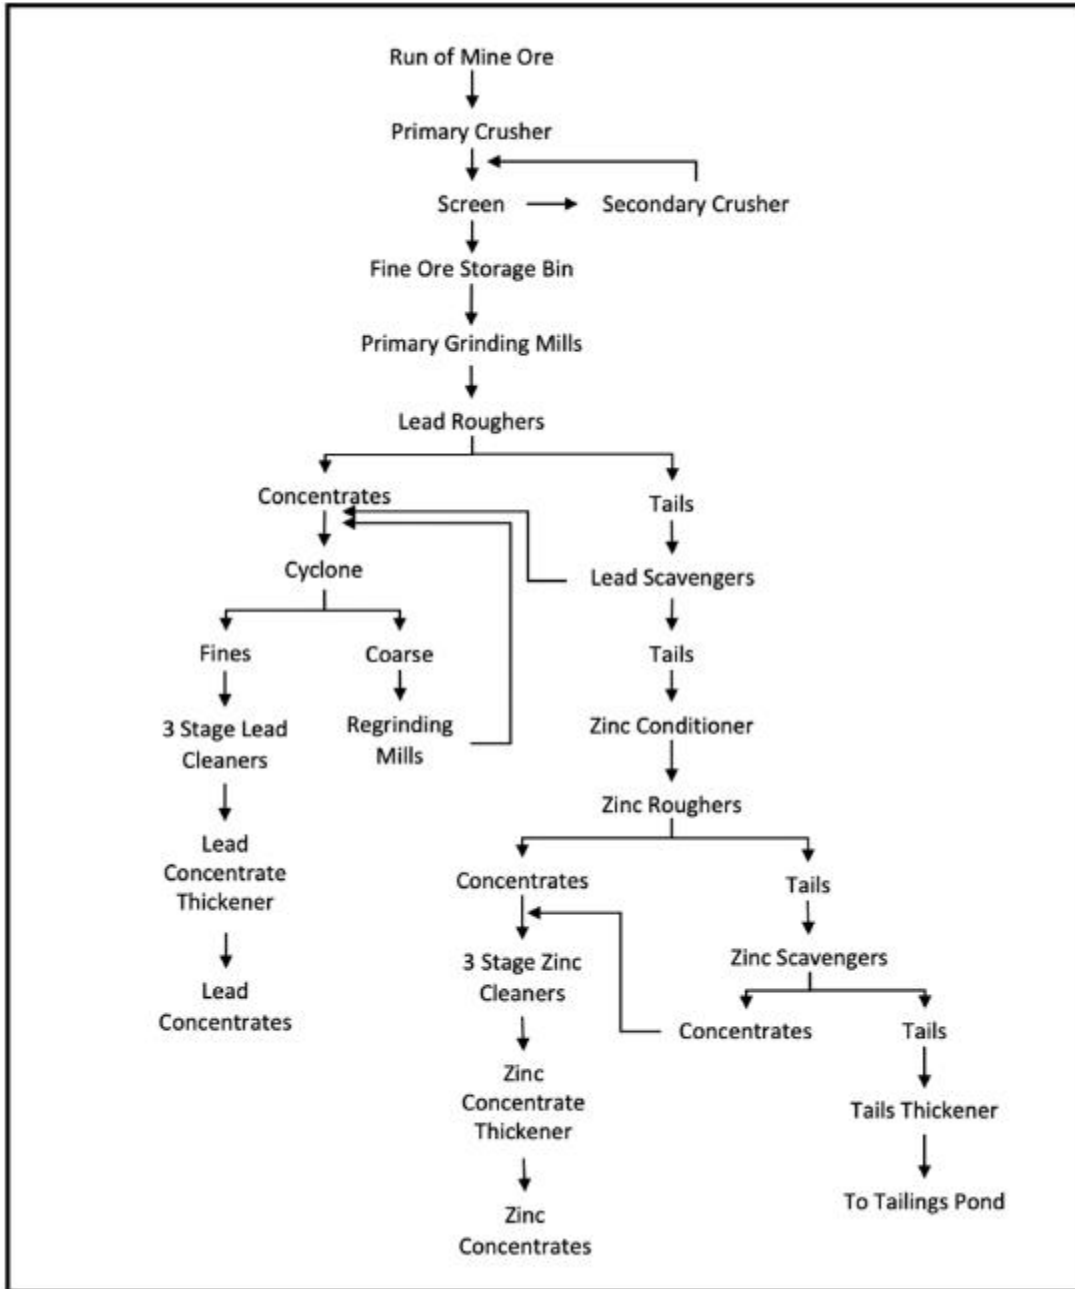 Run of Mine Ore
Primary Crusher
Screen
Secondary Crusher
Fine Ore Storage Bin
Primary Grinding Mills
Lead Roughers
Concentrates
Tails
Cyclone
Lead Scavengers
Fines
Coarse
Tails
3 Stage Lead
Cleaners
Regrinding
Mills
Zinc Conditioner
Zinc Roughers
Lead
Concentrate
Thickener
Concentrates
Tails
Lead
Concentrates
3 Stage Zinc
Cleaners
Zinc Scavengers
Concentrates
Tails
Zinc
Concentrate
Thickener
Tails Thickener
Zinc
Concentrates
To Tailings Pond